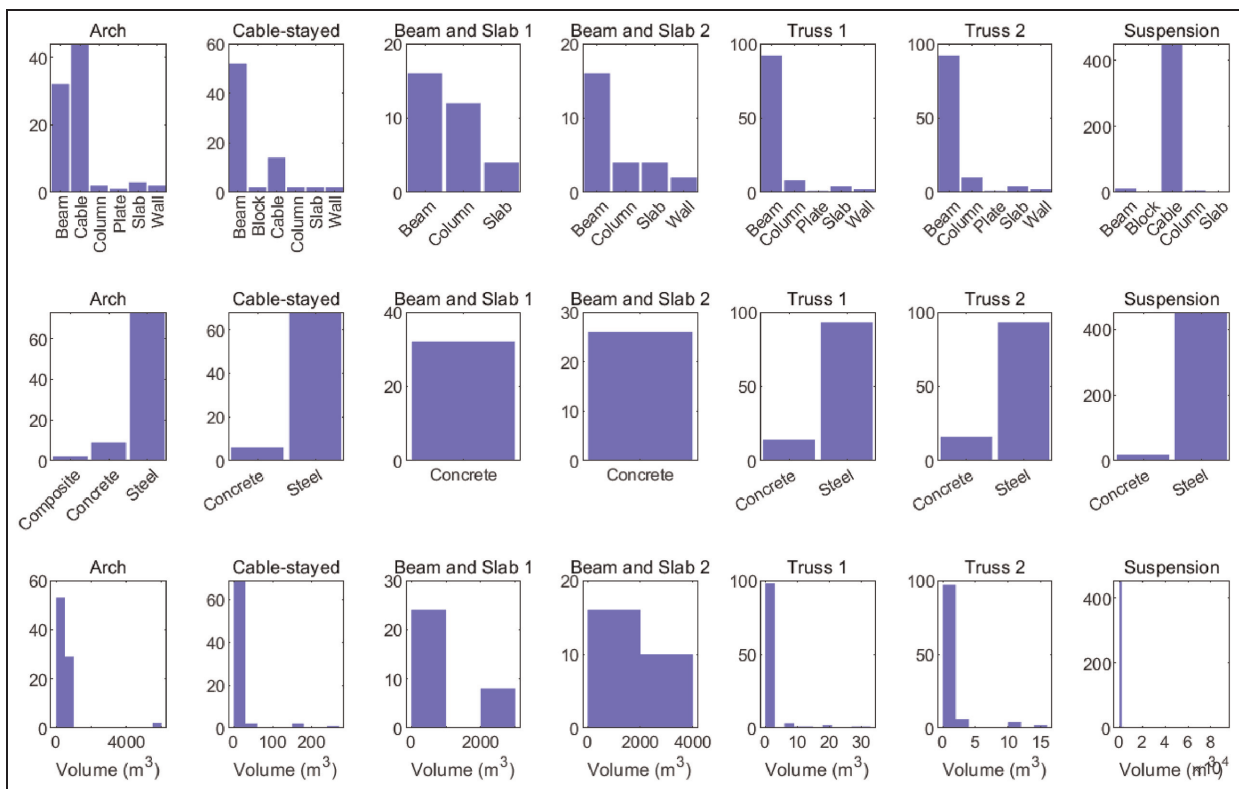 Arch Cable-stayed Beam and Slab 1 Beam and Slab 2 Truss 1 Truss 2 Suspension
40 60 20 20 100 100 400
20 40 15 15 50 50 200
0 20 10 10 0 0 0
0 5 5
0 0
Beam Cable Column Plate Slab Wall
Beam Block Cable Column Slab Wall
Beam Column Slab
Beam Column Slab Wall
Beam Column Plate Slab Wall
Beam Column Plate Slab Wall
Beam Block Cable Column Slab
Arch Cable-stayed Beam and Slab 1 Beam and Slab 2 Truss 1 Truss 2 Suspension
60 60 40 30 100 100 400
40 40 20 20 50 50 200
20 20 0 10 0 0 0
0 0 0
Composite Concrete Steel
Concrete Steel
Concrete
Concrete
Concrete Steel
Concrete Steel
Concrete Steel
Arch Cable-stayed Beam and Slab 1 Beam and Slab 2 Truss 1 Truss 2 Suspension
60 60 30 20 100 100 400
40 40 20 10 50 50 200
20 20 10 0 0 0 0
0 0 0
0 4000 0 100 200 0 2000 0 2000 4000 0 10 20 30 0 5 10 15 0 2 4 6 8
Volume (m³) Volume (m³) Volume (m³) Volume (m³) Volume (m³) Volume (m³) Volume (m³)